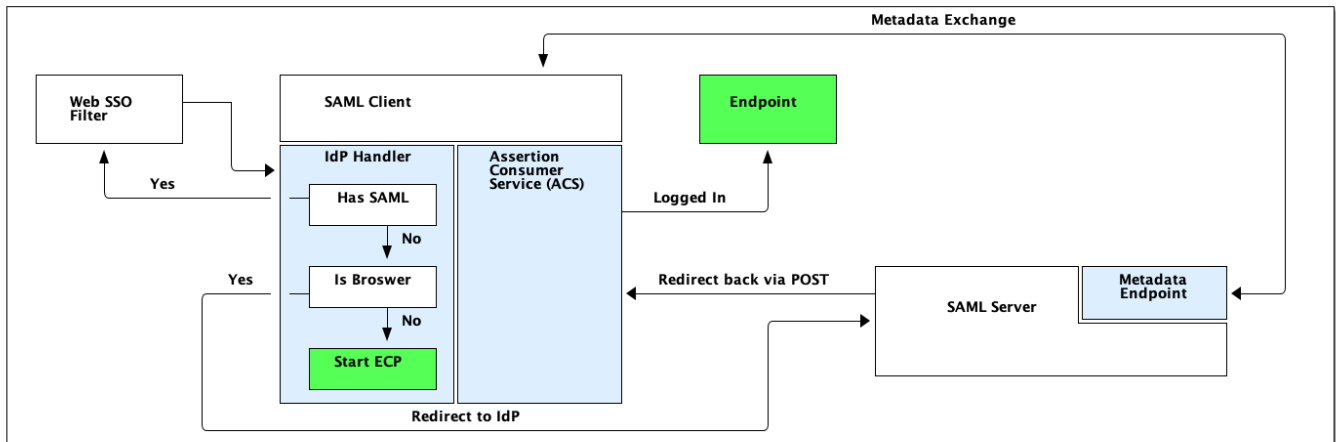 Metadata Exchange
Web SSO
Filter
SAML Client
Endpoint
IdP Handler
Assertion
Consumer
Service (ACS)
Yes
Has SAML
Logged In
No
Yes
Is Broswer
Redirect back via POST
Metadata
Endpoint
SAML Server
No
Start ECP
Redirect to IdP